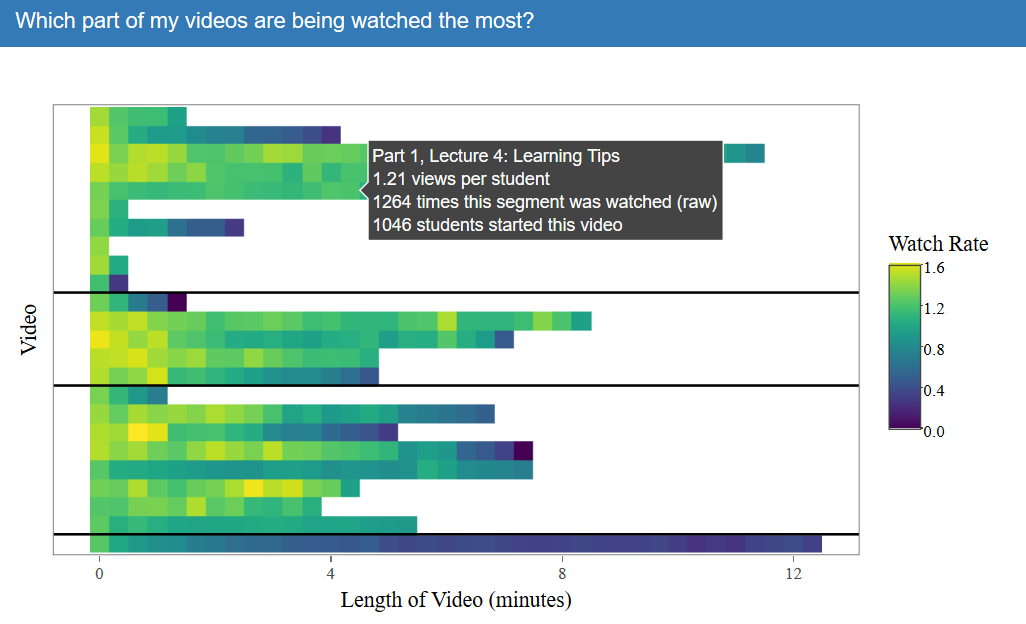 Which part of my videos are being watched the most?
Part 1, Lecture 4: Learning Tips
1.21 views per student
1264 times this segment was watched (raw)
1046 students started this video
Watch Rate
1.6
1.2
0.8
0.4
0.0
Video
0 4 8 12
Length of Video (minutes)